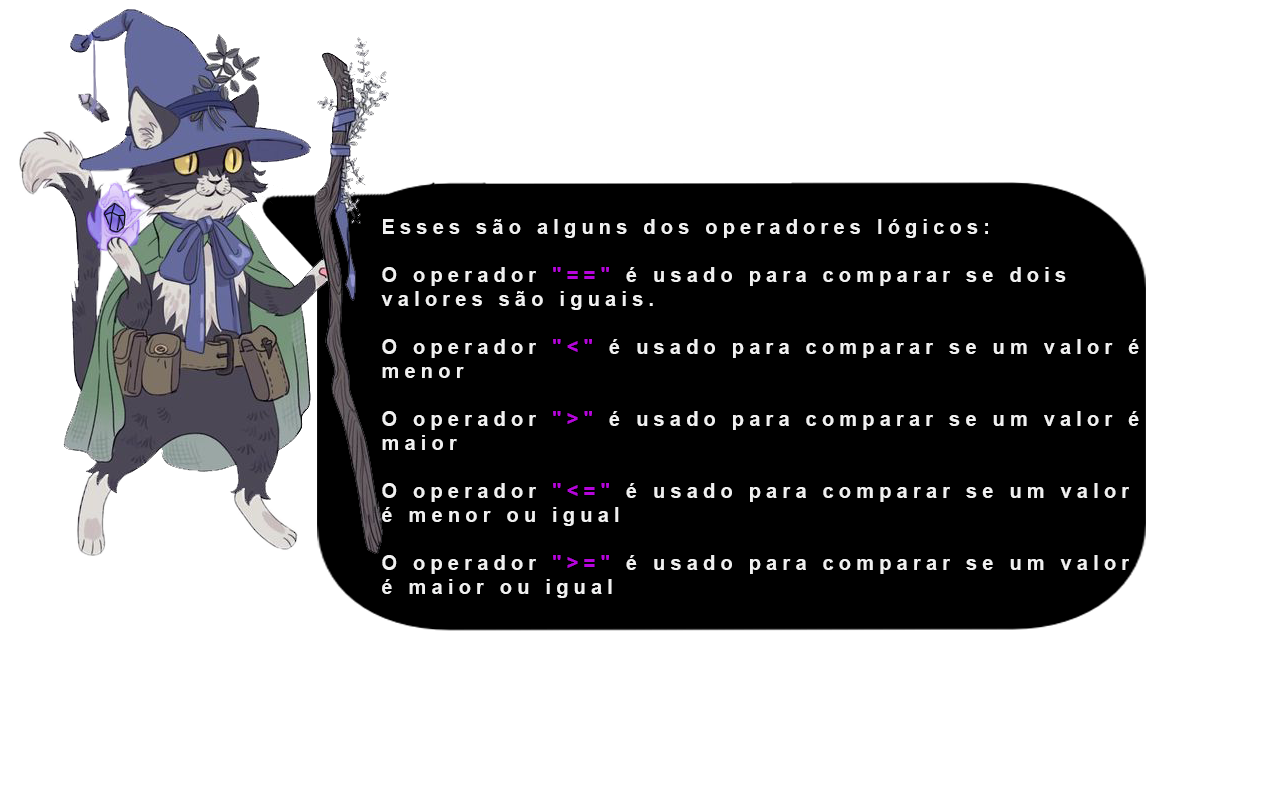 Esses são alguns dos operadores lógicos:
O operador "==" é usado para comparar se dois
valores são iguais.
O operador "<" é usado para comparar se um valor é
menor
O operador ">" é usado para comparar se um valor é
maior
O operador "<=" é usado para comparar se um valor
é menor ou igual
O operador ">=" é usado para comparar se um valor
é maior ou igual